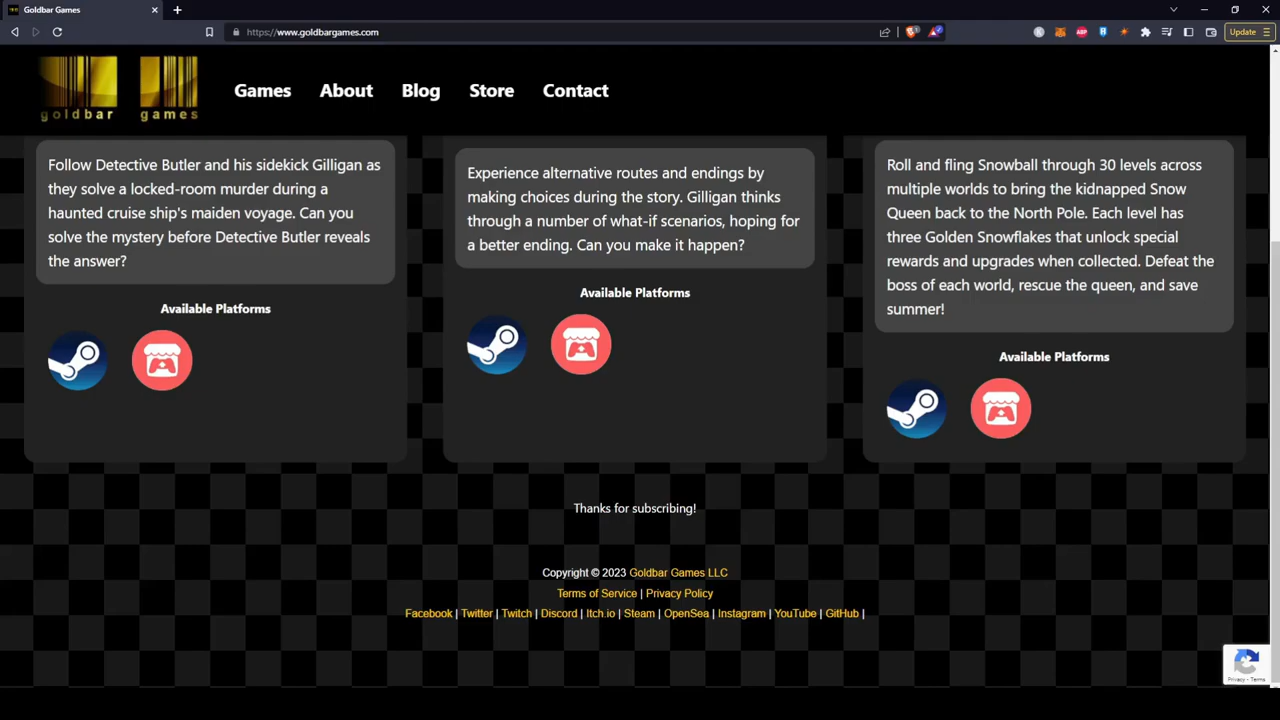 Goldbar Games
https://www.goldbargames.com
Update
goldbar games
Games
About
Blog
Store
Contact
Follow Detective Butler and his sidekick Gilligan as
they solve a locked-room murder during a
haunted cruise ship's maiden voyage. Can you
solve the mystery before Detective Butler reveals
the answer?
Available Platforms
Experience alternative routes and endings by
making choices during the story. Gilligan thinks
through a number of what-if scenarios, hoping for
a better ending. Can you make it happen?
Available Platforms
Roll and fling Snowball through 30 levels across
multiple worlds to bring the kidnapped Snow
Queen back to the North Pole. Each level has
three Golden Snowflakes that unlock special
rewards and upgrades when collected. Defeat the
boss of each world, rescue the queen, and save
summer!
Available Platforms
Thanks for subscribing!
Copyright © 2023 Goldbar Games LLC
Terms of Service | Privacy Policy
Facebook | Twitter | Twitch | Discord | Itch.io | Steam | OpenSea | Instagram | YouTube | GitHub |
Privacy - Terms